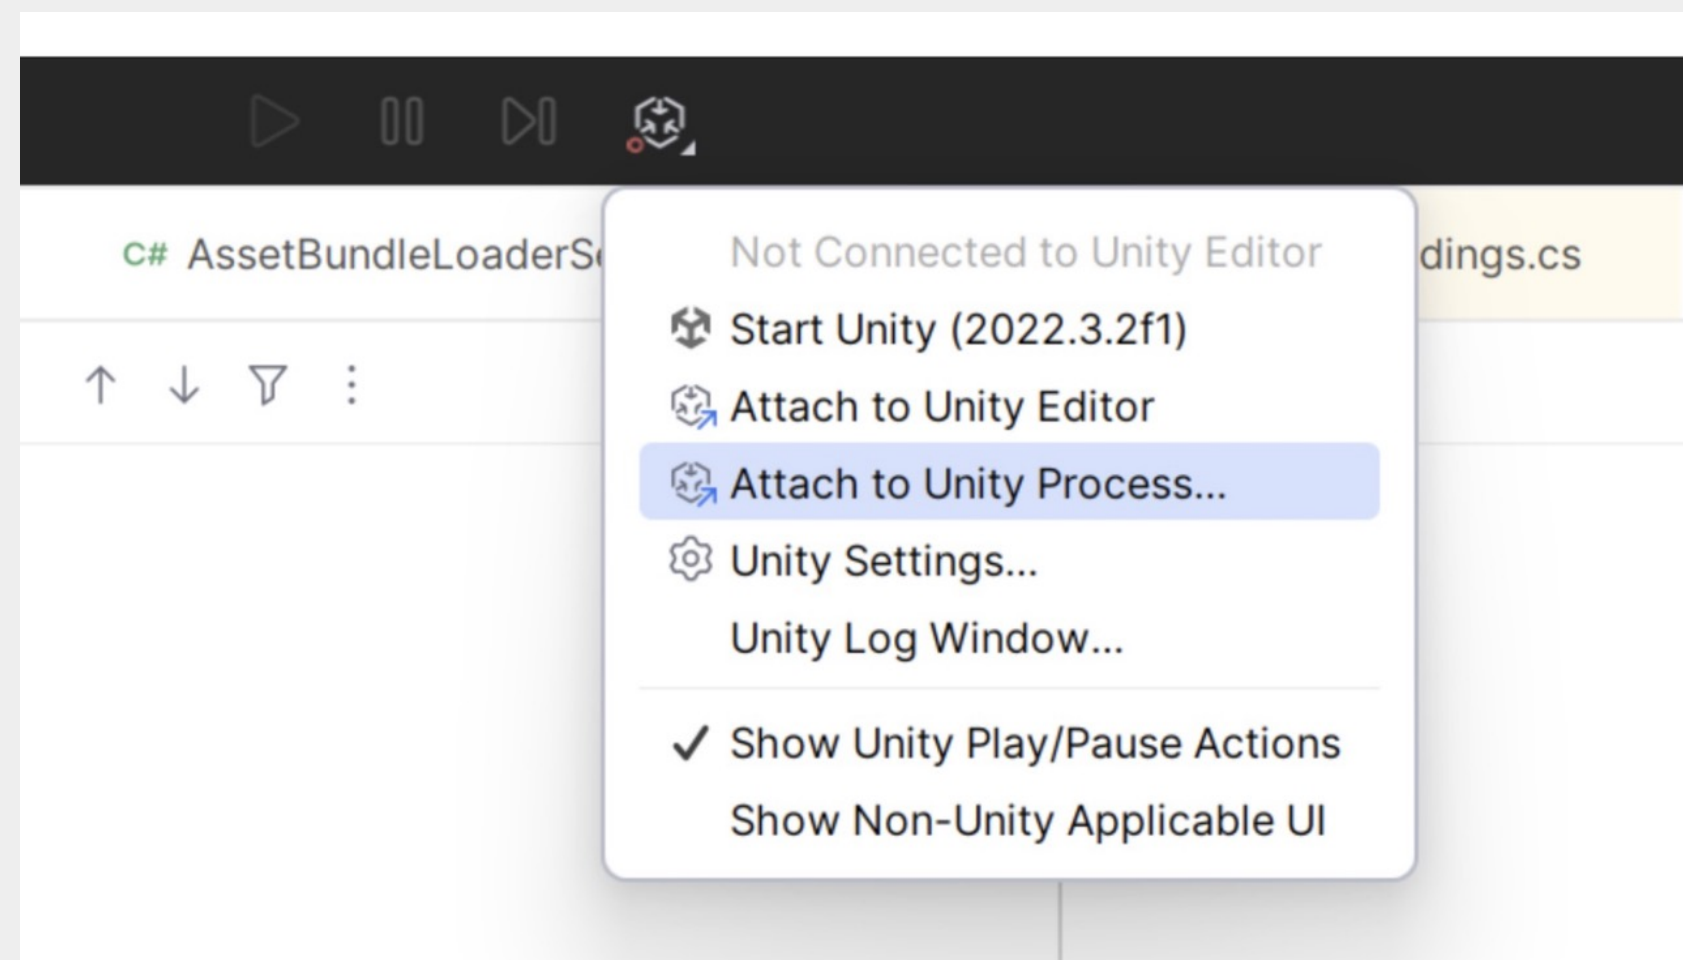 Not Connected to Unity Editor
C# AssetBundleLoaderSe
dings.cs
Start Unity (2022.3.2f1)
Attach to Unity Editor
Attach to Unity Process...
Unity Settings...
Unity Log Window...
Show Unity Play/Pause Actions
Show Non-Unity Applicable UI